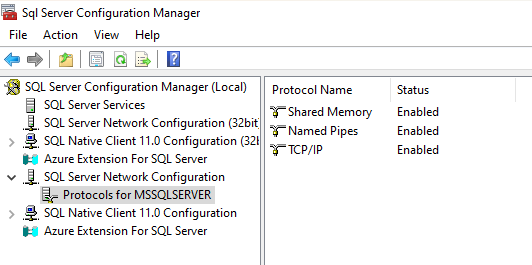 Sql Server Configuration Manager
File Action View Help
SQL Server Configuration Manager (Local)
SQL Server Services
SQL Server Network Configuration (32bit)
SQL Native Client 11.0 Configuration (32b
Azure Extension For SQL Server
SQL Server Network Configuration
Protocols for MSSQLSERVER
SQL Native Client 11.0 Configuration
Azure Extension For SQL Server
Protocol Name Status
Shared Memory Enabled
Named Pipes Enabled
TCP/IP Enabled